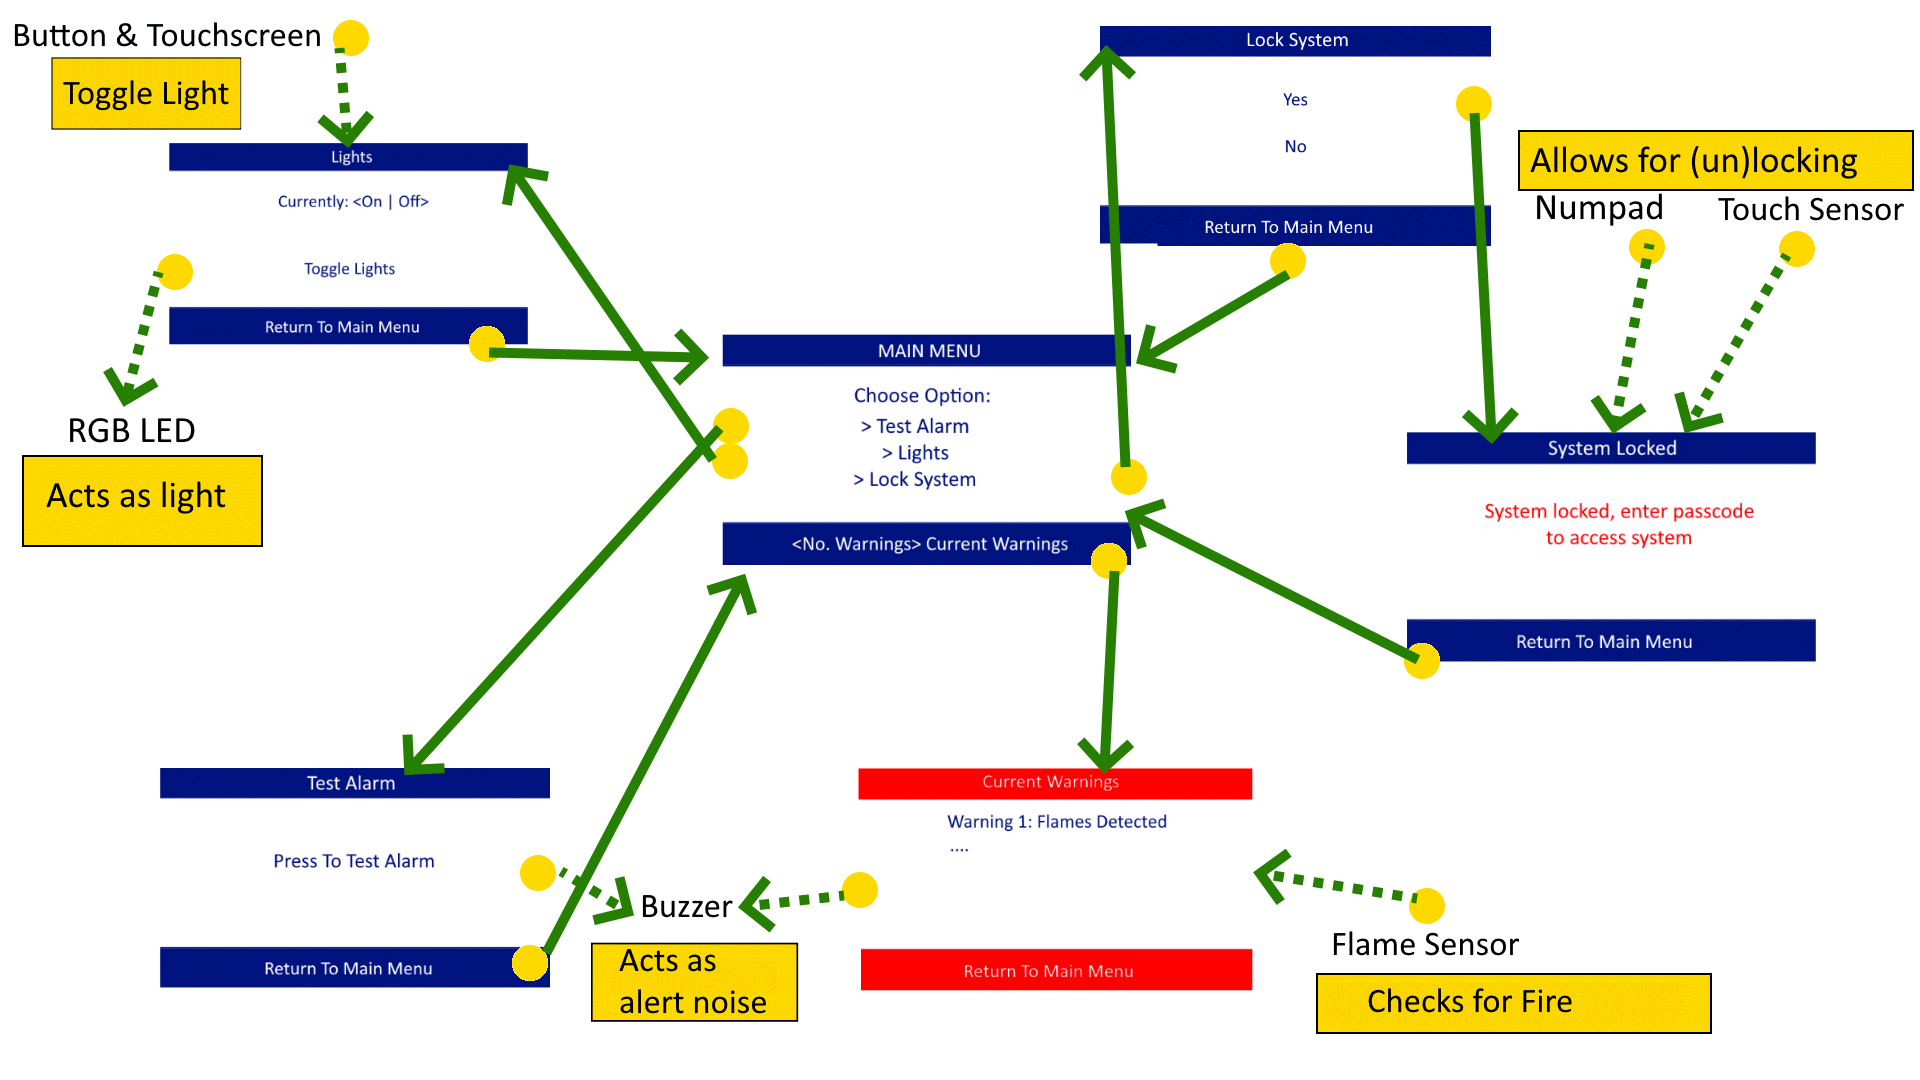 Button & Touchscreen
Toggle Light
Lights
Currently: <On | Off>
Toggle Lights
Return To Main Menu
RGB LED
Acts as light
Lock System
Yes
No
Return To Main Menu
Allows for (un)locking
Numpad
Touch Sensor
MAIN MENU
Choose Option:
> Test Alarm
> Lights
> Lock System
<No. Warnings> Current Warnings
System Locked
System locked, enter passcode
to access system
Return To Main Menu
Test Alarm
Press To Test Alarm
Return To Main Menu
Buzzer
Acts as
alert noise
Current Warnings
Warning 1: Flames Detected
....
Return To Main Menu
Flame Sensor
Checks for Fire